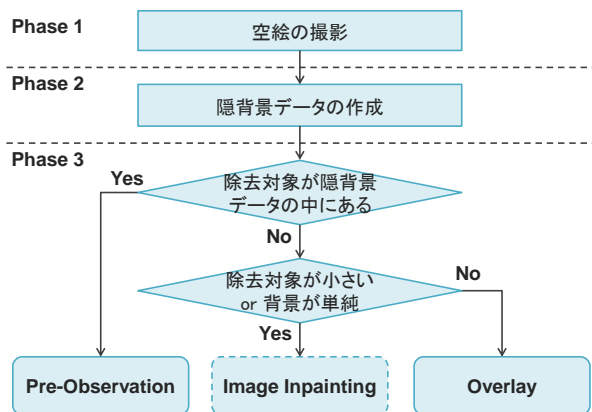 Phase 1
空絵の撮影
Phase 2
隠背景データの作成
Phase 3
除去対象が隠背景
データの中にある
Yes
No
除去対象が小さい
or 背景が単純
No
Yes
Pre-Observation
Image Inpainting
Overlay